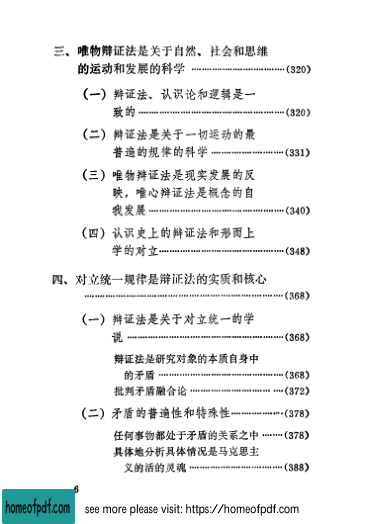 三、唯物辩证法是关于自然、社会和思维
的运动和发展的科学 ……………………(320)
(一) 辩证法、认识论和逻辑是一
致的 ……………………………………(320)
(二) 辩证法是关于一切运动的最
普遍的规律的科学 …………………(331)
(三) 唯物辩证法是现实发展的反
映，唯心辩证法是概念的自
我发展 …………………………………(340)
(四) 认识史上的辩证法和形而上
学的对立 ………………………………(348)
四、对立统一规律是辩证法的实质和核心
……………………………………………………(368)
(一) 辩证法是关于对立统一的学
说 ………………………………………(368)
辩证法是研究对象的本质自身中
的矛盾 …………………………………(368)
批判矛盾融合论 ………………………(372)
(二) 矛盾的普遍性和特殊性 ……………(378)
任何事物都处于矛盾的关系之中 ……(378)
具体地分析具体情况是马克思主
义的活的灵魂 …………………………(388)
6
homeofpdf.com
see more please visit: https://homeofpdf.com